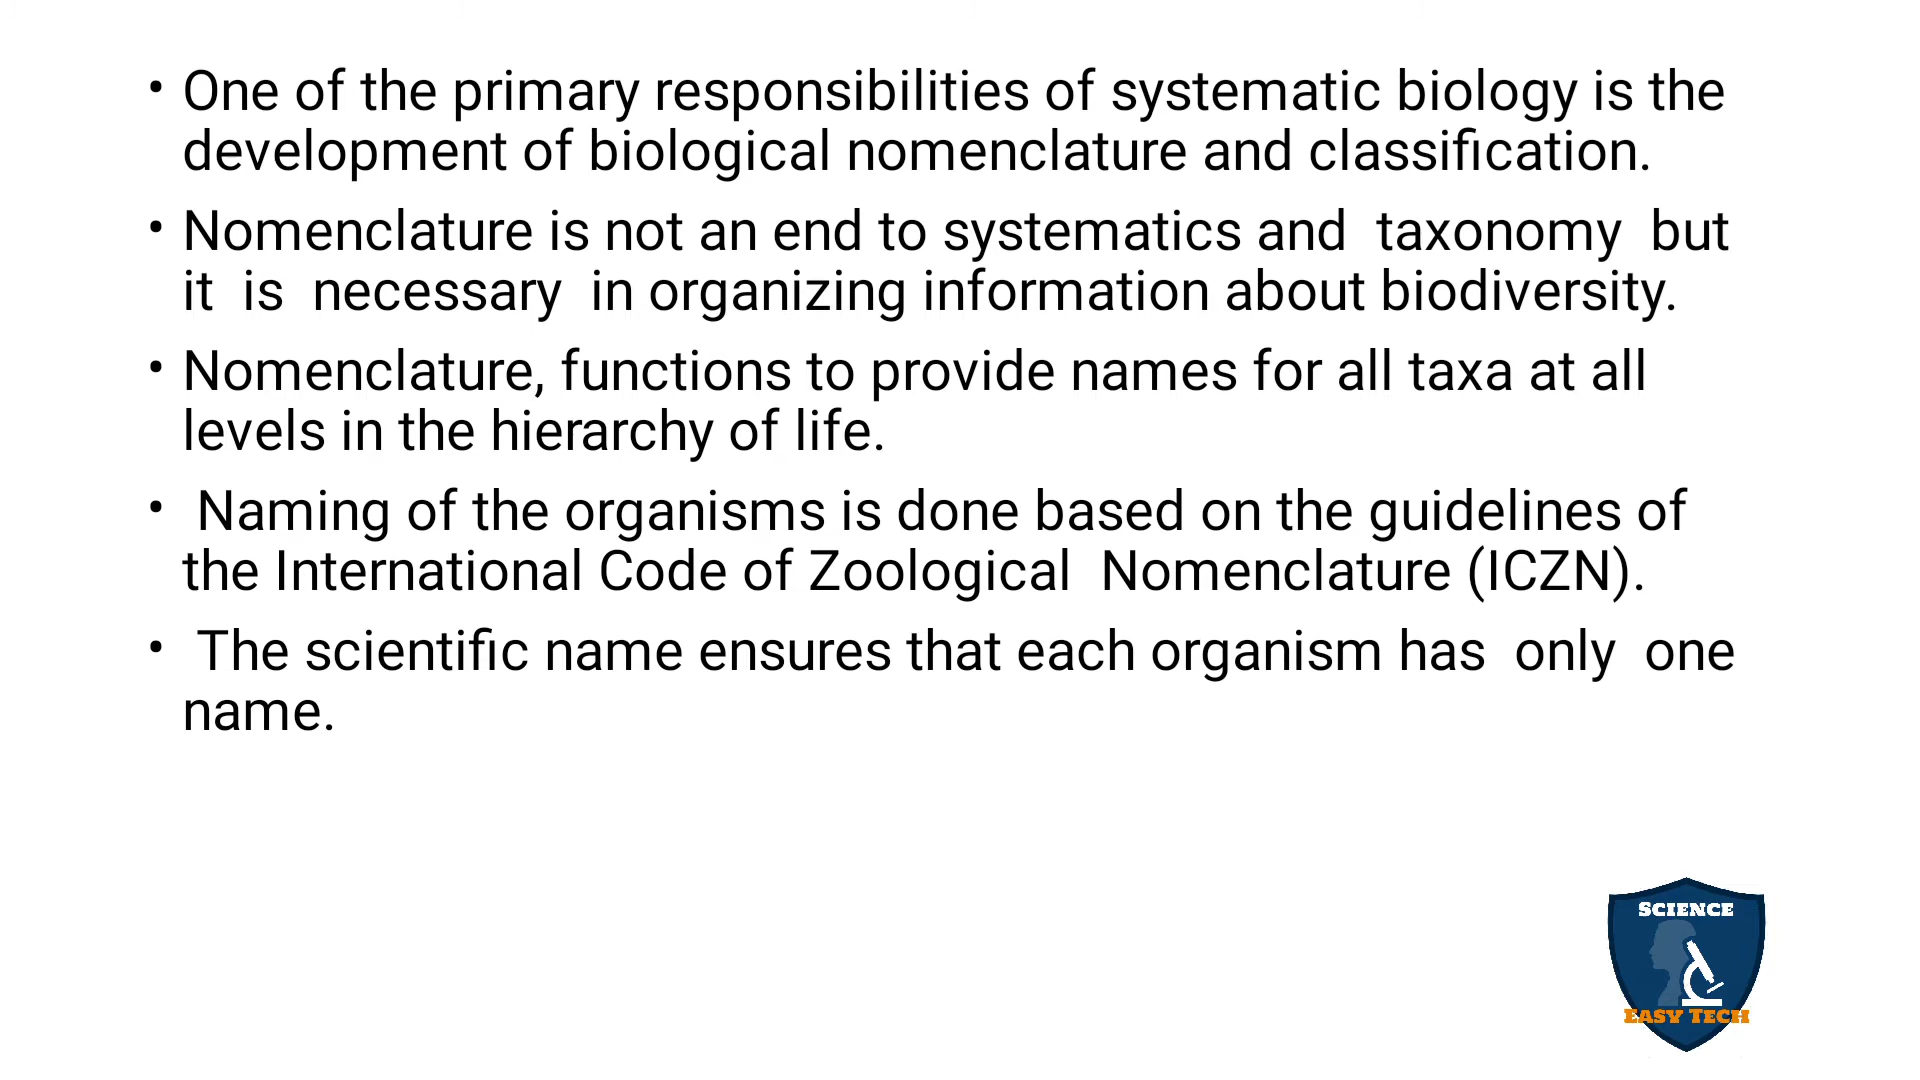 • One of the primary responsibilities of systematic biology is the
development of biological nomenclature and classification.
• Nomenclature is not an end to systematics and  taxonomy  but
it  is  necessary  in organizing information about biodiversity.
• Nomenclature, functions to provide names for all taxa at all
levels in the hierarchy of life.
•  Naming of the organisms is done based on the guidelines of
the International Code of Zoological  Nomenclature (ICZN).
•  The scientific name ensures that each organism has  only  one
name.
SCIENCE
EASY TECH